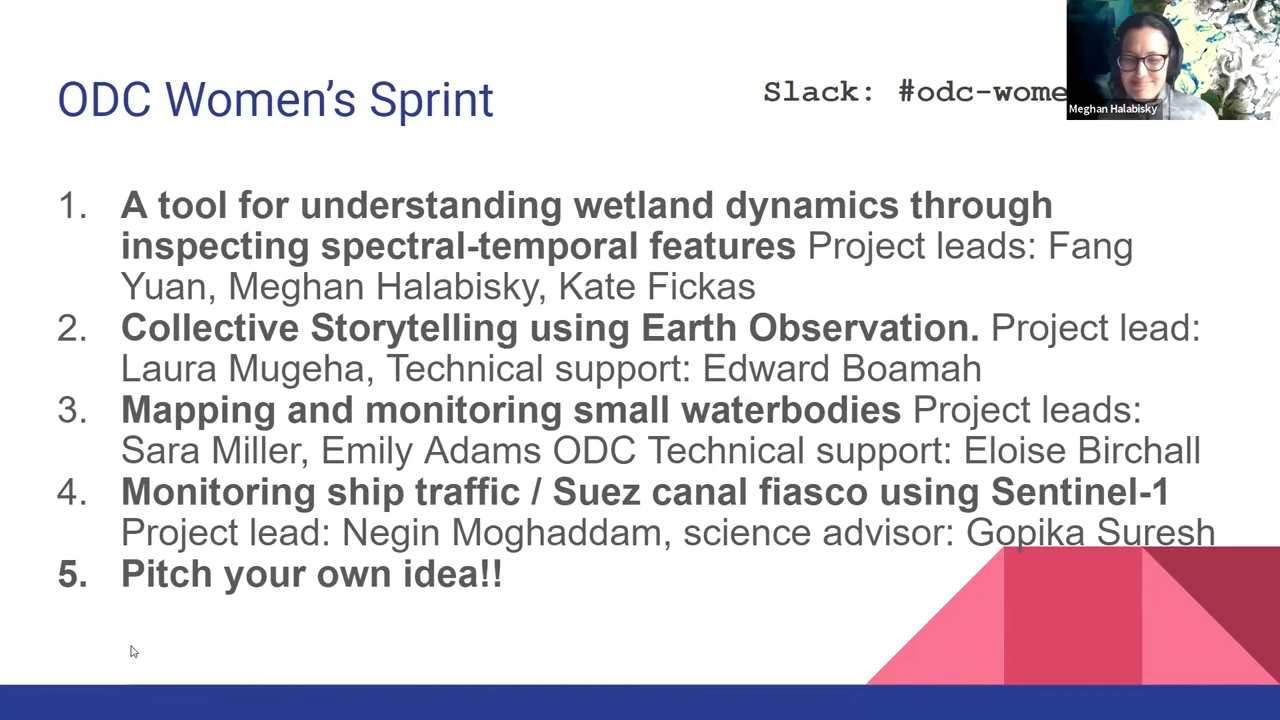 ODC Women's Sprint
Slack: #odc-wome
Meghan Halabisky
1. A tool for understanding wetland dynamics through
inspecting spectral-temporal features Project leads: Fang
Yuan, Meghan Halabisky, Kate Fickas
2. Collective Storytelling using Earth Observation. Project lead:
Laura Mugeha, Technical support: Edward Boamah
3. Mapping and monitoring small waterbodies Project leads:
Sara Miller, Emily Adams ODC Technical support: Eloise Birchall
4. Monitoring ship traffic / Suez canal fiasco using Sentinel-1
Project lead: Negin Moghaddam, science advisor: Gopika Suresh
5. Pitch your own idea!!